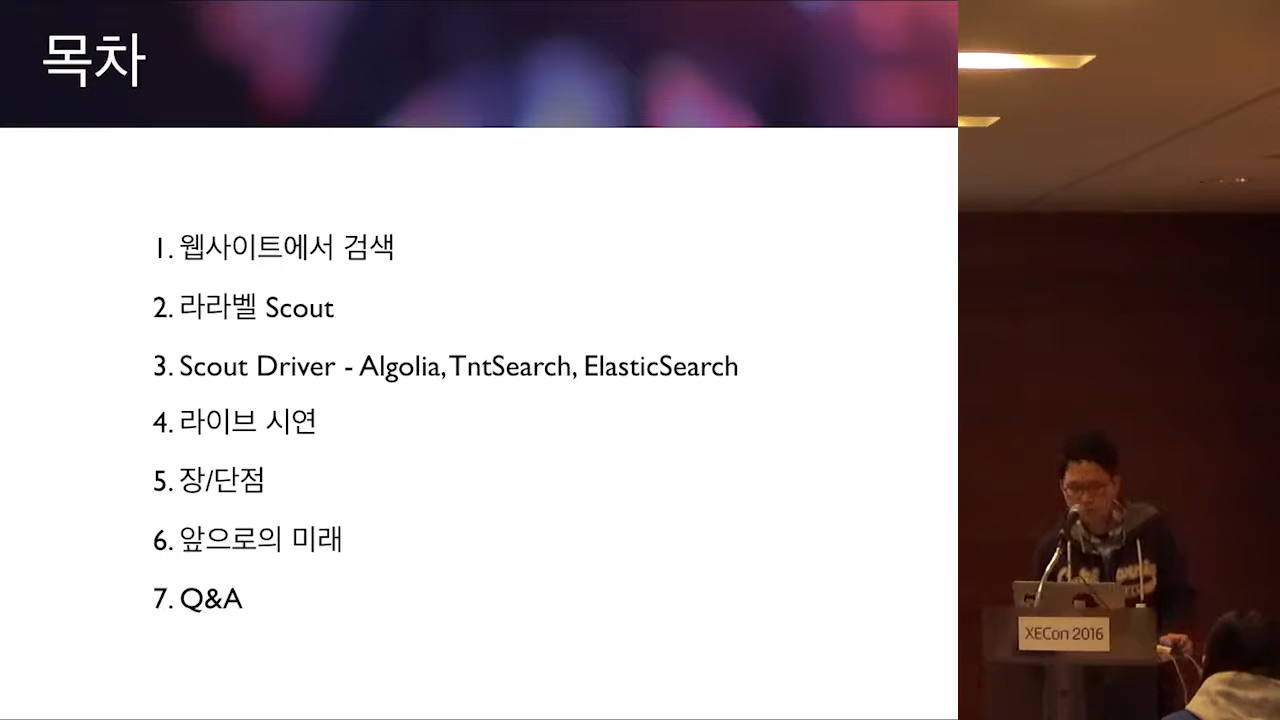 목차
1. 웹사이트에서 검색
2. 라라벨 Scout
3. Scout Driver - Algolia, TntSearch, ElasticSearch
4. 라이브 시연
5. 장/단점
6. 앞으로의 미래
7. Q&A
XECon 2016